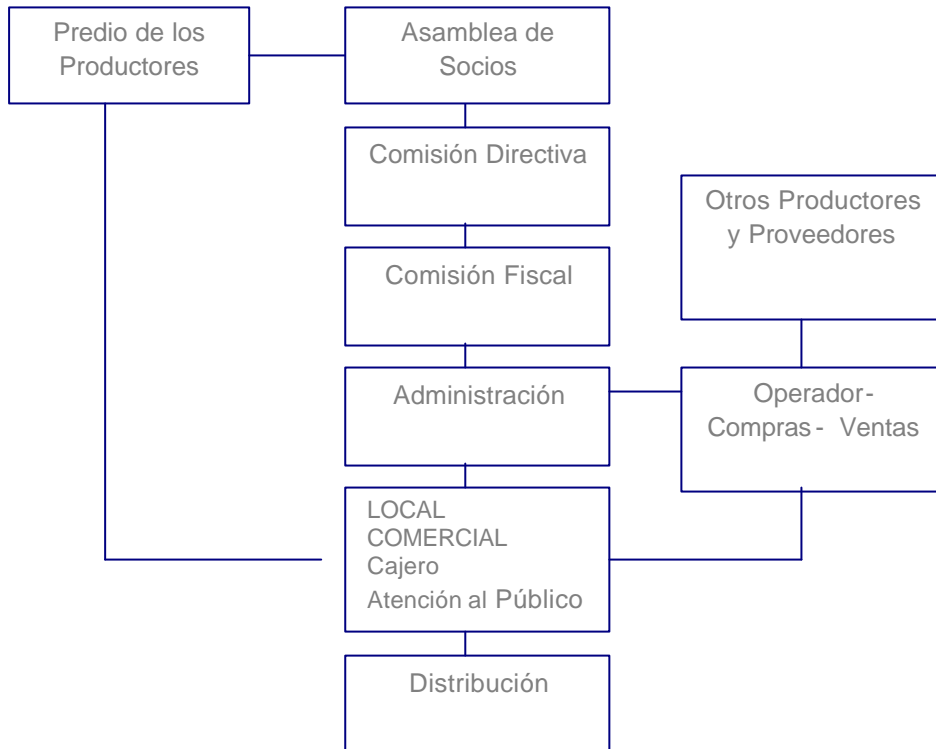 Predio de los
Productores
Asamblea de
Socios
Comisión Directiva
Otros Productores
y Proveedores
Comisión Fiscal
Administración
Operador-
Compras - Ventas
LOCAL
COMERCIAL
Cajero
Atención al Público
Distribución